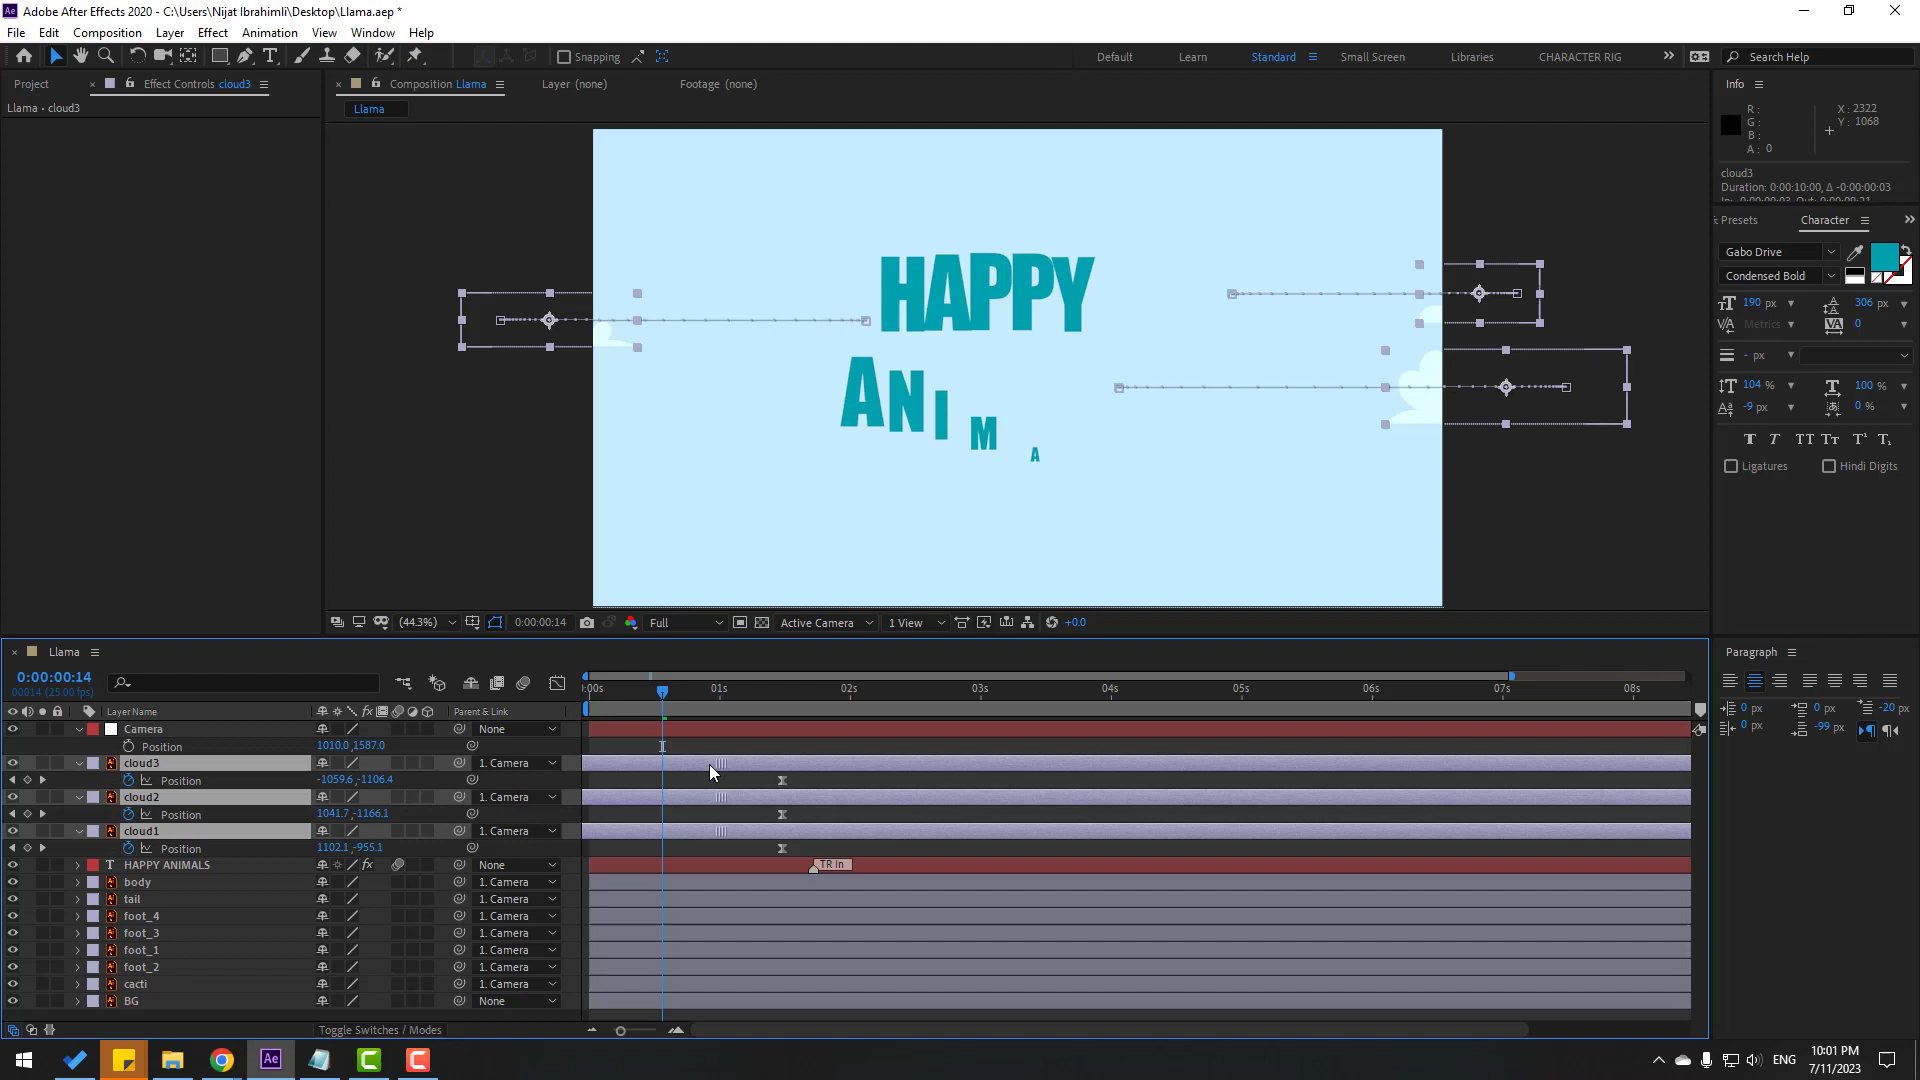 Adobe After Effects 2020 - C:\Users\Nijat Ibrahimli\Desktop\Llama.aep *
File Edit Composition Layer Effect Animation View Window Help
Snapping
Default Learn Standard Small Screen Libraries CHARACTER RIG
Search Help
Project
Effect Controls cloud3
Llama • cloud3
Composition Llama
Layer (none)
Footage (none)
Llama
HAPPY
ANIMA
(44.3%) 0:00:00:14 Full Active Camera 1 View +0.0
Info
R :
G :
B :
A : 0
X : 2322
Y : 1068
cloud3
Duration: 0:00:10:00, Δ -0:00:00:03
Presets
Character
Gabo Drive
Condensed Bold
190 px
306 px
Metrics
0
- px
104 %
100 %
-9 px
0 %
Ligatures
Hindi Digits
Paragraph
0 px
0 px
-20 px
0 px
-99 px
Llama
0:00:00:14
00014 (25.00 fps)
:00s 01s 02s 03s 04s 05s 06s 07s 08s
Layer Name
Parent & Link
Camera None
Position 1010.0,1587.0
cloud3 1. Camera
Position -1059.6,-1106.4
cloud2 1. Camera
Position 1041.7,-1166.1
cloud1 1. Camera
Position 1102.1,-955.1
HAPPY ANIMALS None
TR In
body 1. Camera
tail 1. Camera
foot_4 1. Camera
foot_3 1. Camera
foot_1 1. Camera
foot_2 1. Camera
cacti 1. Camera
BG None
Toggle Switches / Modes
ENG
10:01 PM
7/11/2023